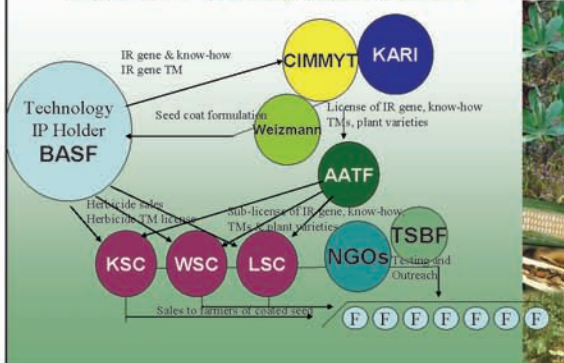 IR gene & know-how
IR gene TM
CIMMYT
KARI
Technology
IP Holder
BASF
Seed coat formulation
Weizmann
License of IR gene, know-how
TMs, plant varieties
AATF
Herbicide sales
Herbicide TM license
Sub-license of IR gene, know-how,
TMs & plant varieties
KSC
WSC
LSC
NGOs
TSBF
Testing and
Outreach
Sales to farmers of coated seed
F F F F F F F